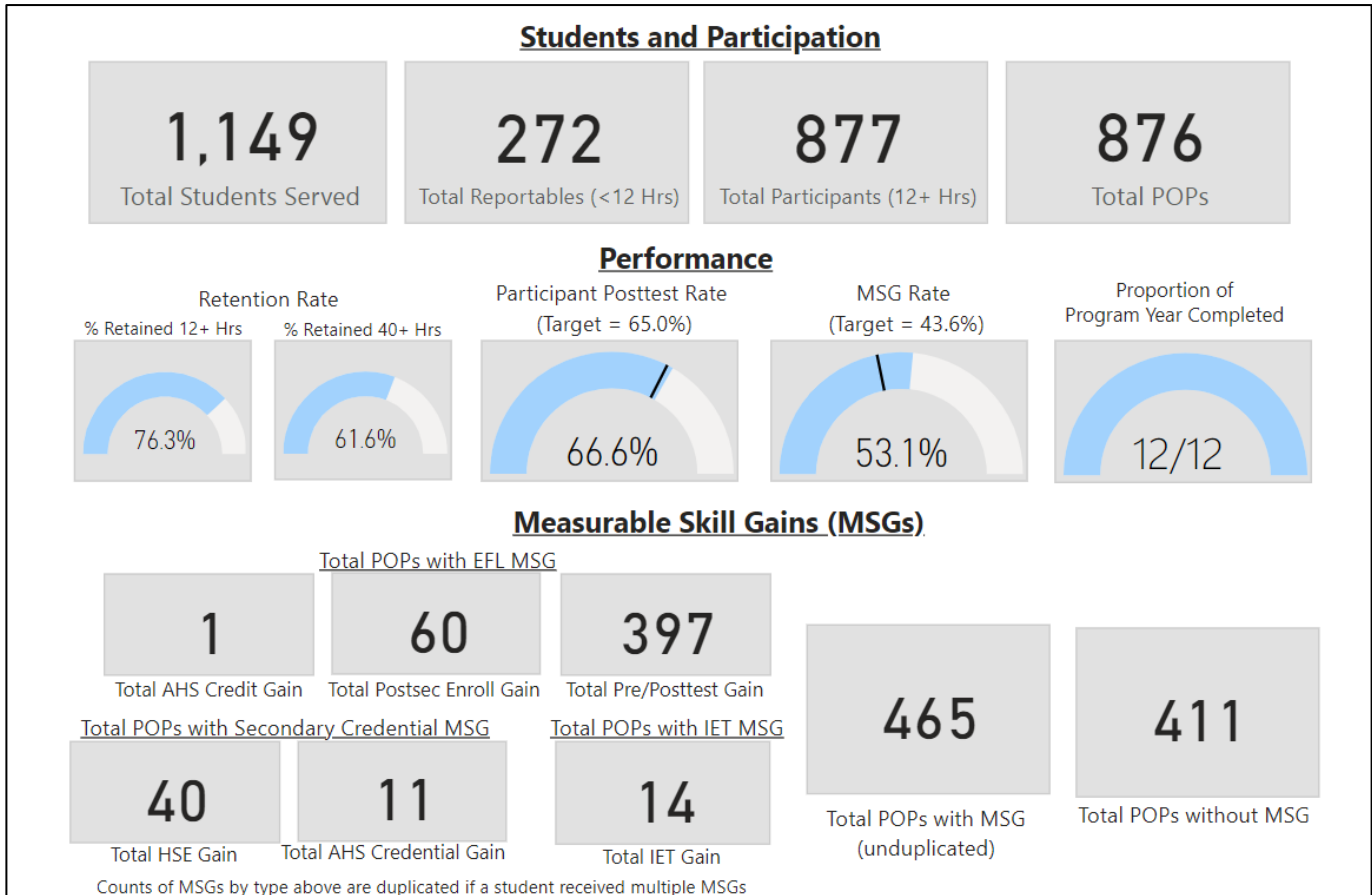 Students and Participation
1,149
Total Students Served
272
Total Reportables (<12 Hrs)
877
Total Participants (12+ Hrs)
876
Total POPs
Performance
Retention Rate
% Retained 12+ Hrs
76.3%
% Retained 40+ Hrs
61.6%
Participant Posttest Rate
(Target = 65.0%)
66.6%
MSG Rate
(Target = 43.6%)
53.1%
Proportion of
Program Year Completed
12/12
Measurable Skill Gains (MSGs)
Total POPs with EFL MSG
1
Total AHS Credit Gain
60
Total Postsec Enroll Gain
397
Total Pre/Posttest Gain
Total POPs with Secondary Credential MSG
40
Total HSE Gain
11
Total AHS Credential Gain
Total POPs with IET MSG
14
Total IET Gain
465
Total POPs with MSG
(unduplicated)
411
Total POPs without MSG
Counts of MSGs by type above are duplicated if a student received multiple MSGs